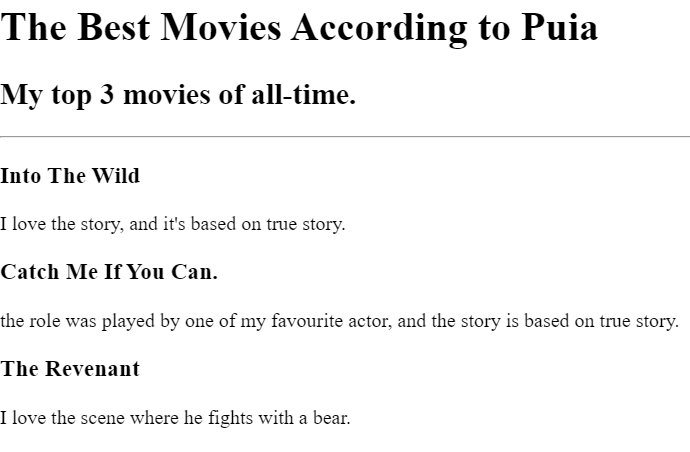 The Best Movies According to Puia
My top 3 movies of all-time.
Into The Wild
I love the story, and it's based on true story.
Catch Me If You Can.
the role was played by one of my favourite actor, and the story is based on true story.
The Revenant
I love the scene where he fights with a bear.